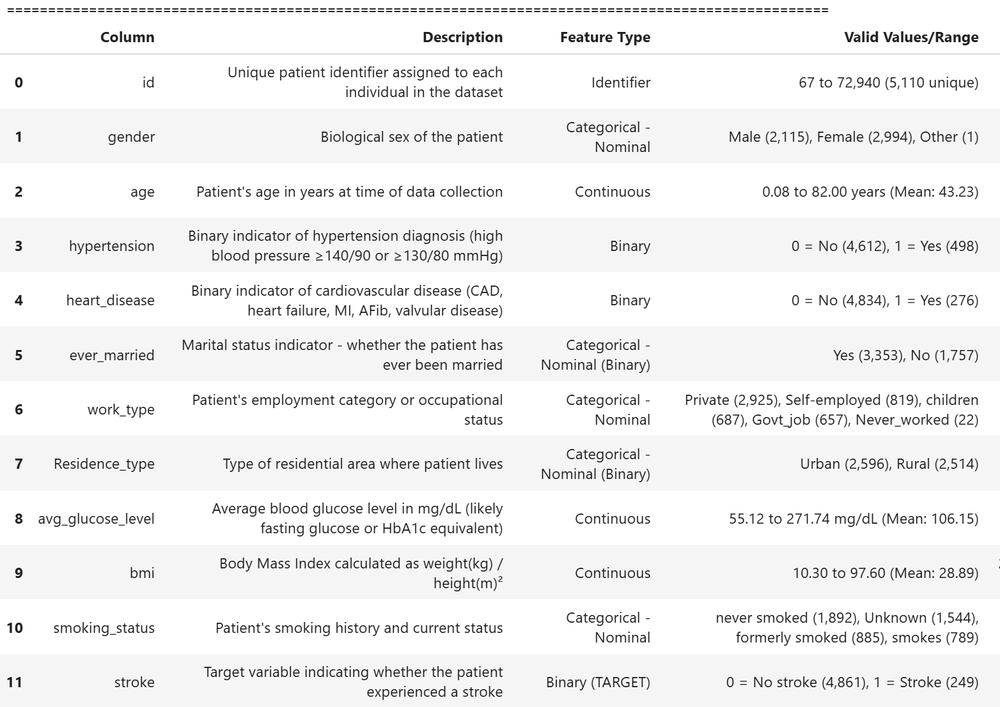 ====================================================================================================
Column Description Feature Type Valid Values/Range
0 id Unique patient identifier assigned to each individual in the dataset Identifier 67 to 72,940 (5,110 unique)
1 gender Biological sex of the patient Categorical - Nominal Male (2,115), Female (2,994), Other (1)
2 age Patient's age in years at time of data collection Continuous 0.08 to 82.00 years (Mean: 43.23)
3 hypertension Binary indicator of hypertension diagnosis (high blood pressure ≥140/90 or ≥130/80 mmHg) Binary 0 = No (4,612), 1 = Yes (498)
4 heart_disease Binary indicator of cardiovascular disease (CAD, heart failure, MI, AFib, valvular disease) Binary 0 = No (4,834), 1 = Yes (276)
5 ever_married Marital status indicator - whether the patient has ever been married Categorical - Nominal (Binary) Yes (3,353), No (1,757)
6 work_type Patient's employment category or occupational status Categorical - Nominal Private (2,925), Self-employed (819), children (687), Govt_job (657), Never_worked (22)
7 Residence_type Type of residential area where patient lives Categorical - Nominal (Binary) Urban (2,596), Rural (2,514)
8 avg_glucose_level Average blood glucose level in mg/dL (likely fasting glucose or HbA1c equivalent) Continuous 55.12 to 271.74 mg/dL (Mean: 106.15)
9 bmi Body Mass Index calculated as weight(kg) / height(m)² Continuous 10.30 to 97.60 (Mean: 28.89)
10 smoking_status Patient's smoking history and current status Categorical - Nominal never smoked (1,892), Unknown (1,544), formerly smoked (885), smokes (789)
11 stroke Target variable indicating whether the patient experienced a stroke Binary (TARGET) 0 = No stroke (4,861), 1 = Stroke (249)